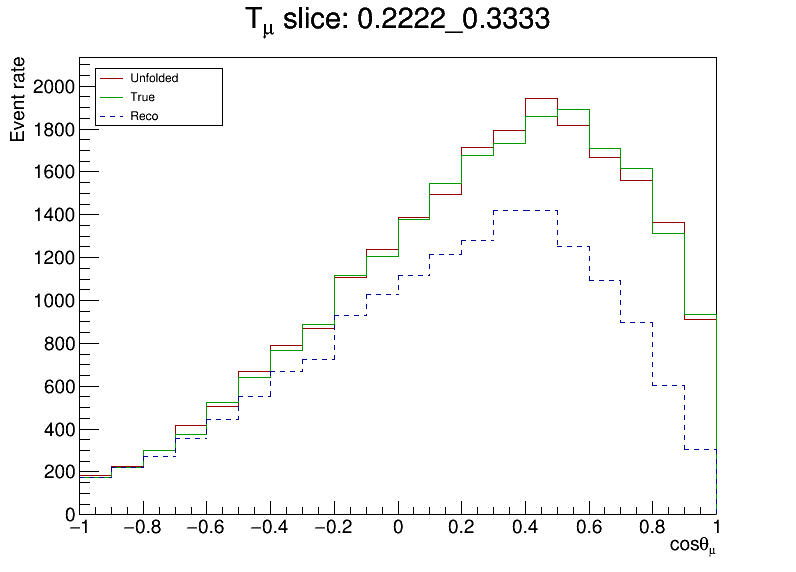 Tμ slice: 0.2222_0.3333
Event rate
Unfolded
True
Reco
2000
1800
1600
1400
1200
1000
800
600
400
200
0
−1 −0.8 −0.6 −0.4 −0.2 0 0.2 0.4 0.6 0.8 1
cosθμ